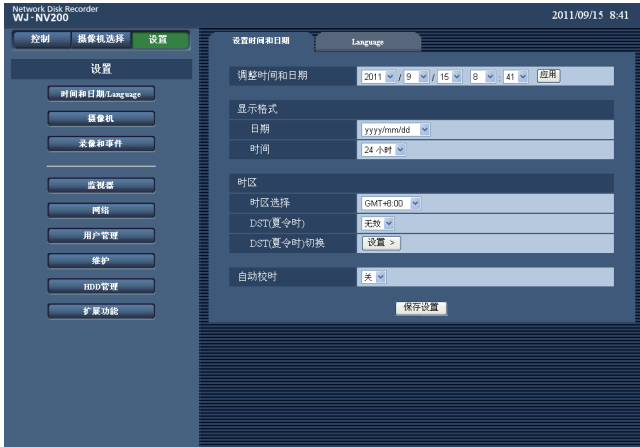 Network Disk Recorder
WJ-NV200
2011/09/15 8:41
控制 摄像机选择 设置
设置
时间和日期/Language
摄像机
录像和事件
监视器
网络
用户管理
维护
HDD管理
扩展功能
设置时间和日期 Language
调整时间和日期 2011 / 9 / 15 8 : 41 应用
显示格式
日期 yyyy/mm/dd
时间 24 小时
时区
时区选择 GMT+8:00
DST(夏令时) 无效
DST(夏令时)切换 设置 >
自动校时 关
保存设置